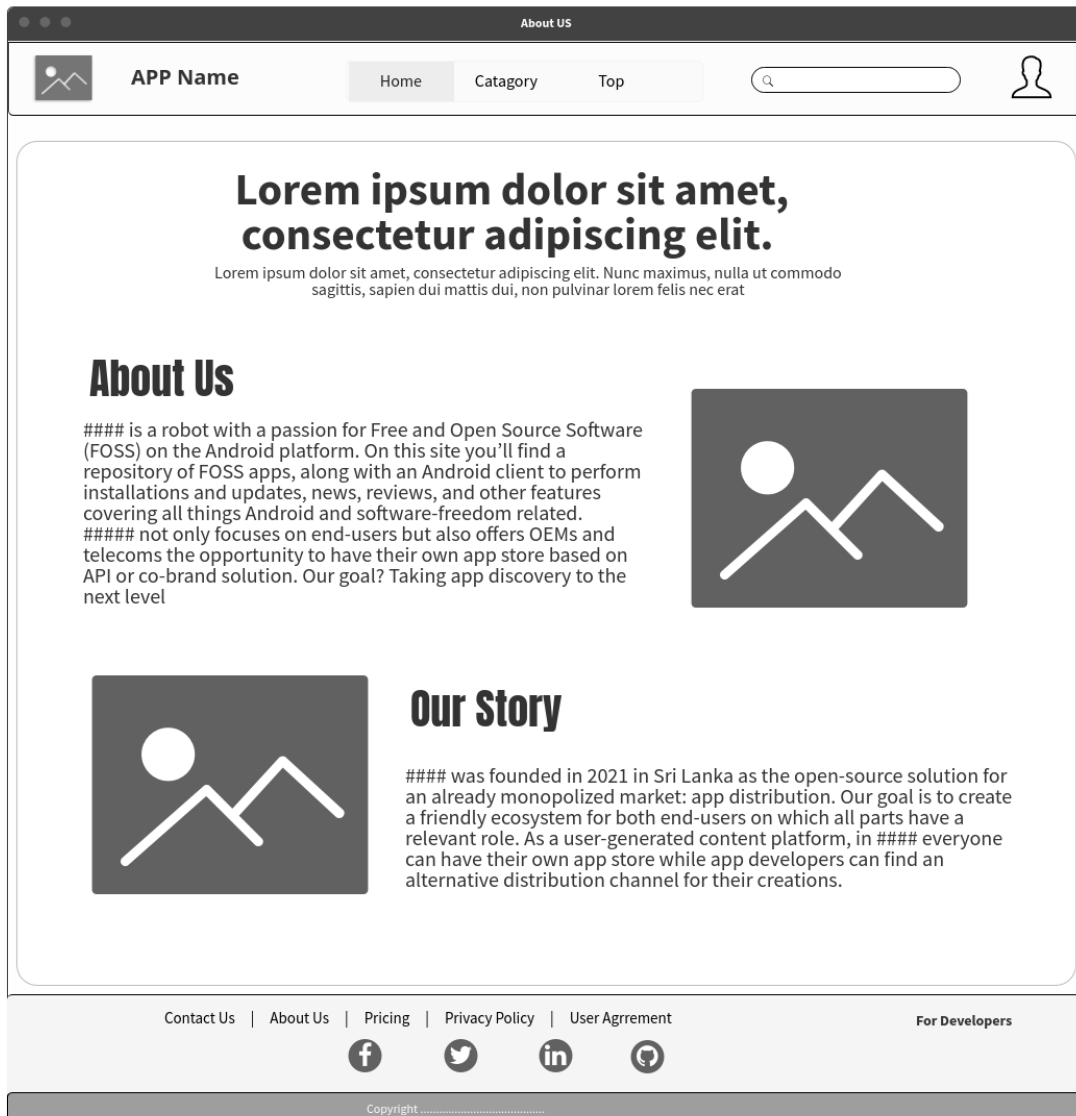 About US
APP Name
Home Catagory Top
Lorem ipsum dolor sit amet,
consectetur adipiscing elit.
Lorem ipsum dolor sit amet, consectetur adipiscing elit. Nunc maximus, nulla ut commodo
sagittis, sapien dui mattis dui, non pulvinar lorem felis nec erat
About Us
#### is a robot with a passion for Free and Open Source Software
(FOSS) on the Android platform. On this site you’ll find a
repository of FOSS apps, along with an Android client to perform
installations and updates, news, reviews, and other features
covering all things Android and software-freedom related.
##### not only focuses on end-users but also offers OEMs and
telecoms the opportunity to have their own app store based on
API or co-brand solution. Our goal? Taking app discovery to the
next level
Our Story
#### was founded in 2021 in Sri Lanka as the open-source solution for
an already monopolized market: app distribution. Our goal is to create
a friendly ecosystem for both end-users on which all parts have a
relevant role. As a user-generated content platform, in #### everyone
can have their own app store while app developers can find an
alternative distribution channel for their creations.
Contact Us | About Us | Pricing | Privacy Policy | User Agrrement
For Developers
Copyright ........................................